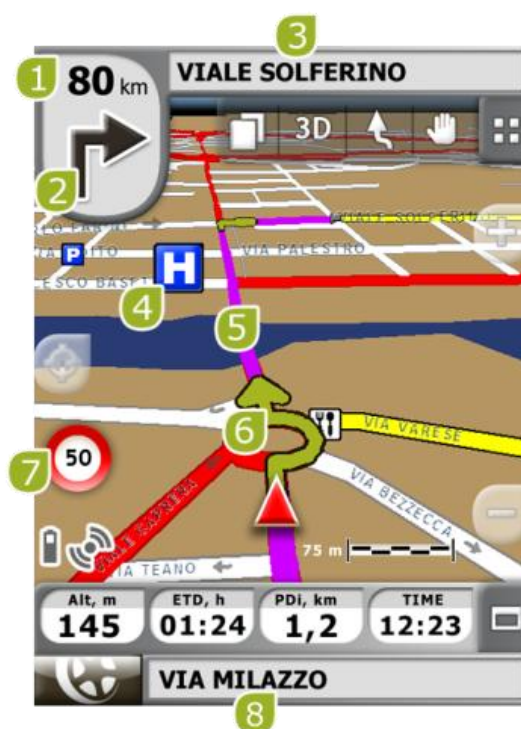 3
1
80 km
VIALE SOLFERINO
3D
2
VIALE SOLFERINO
P
VIA PALESTRO
H
4
5
6
VIA VARESE
7
50
VIA BEZZECCA
75 m
VIA TEANO
Alt, m
ETD, h
PDi, km
TIME
145
01:24
1,2
12:23
VIA MILAZZO
8